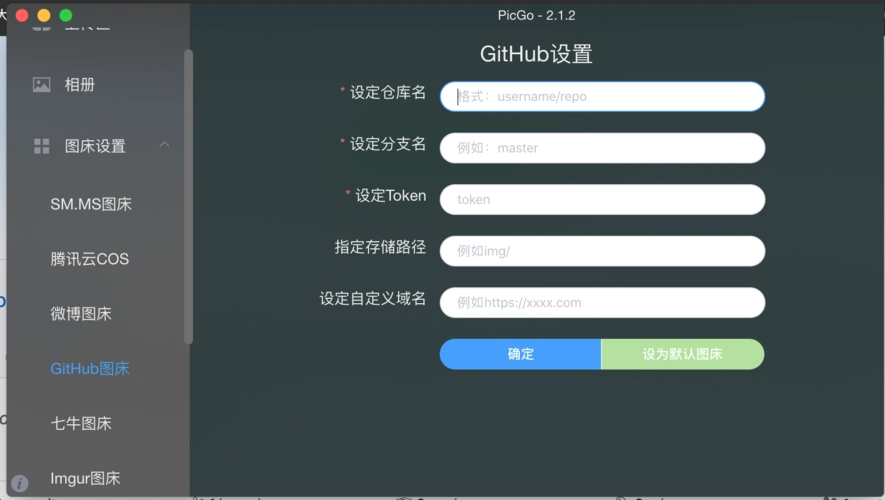 PicGo - 2.1.2
相册
图床设置
SM.MS图床
腾讯云COS
微博图床
GitHub图床
七牛图床
Imgur图床
GitHub设置
* 设定仓库名
格式：username/repo
* 设定分支名
例如：master
* 设定Token
token
指定存储路径
例如img/
设定自定义域名
例如https://xxxx.com
确定
设为默认图床